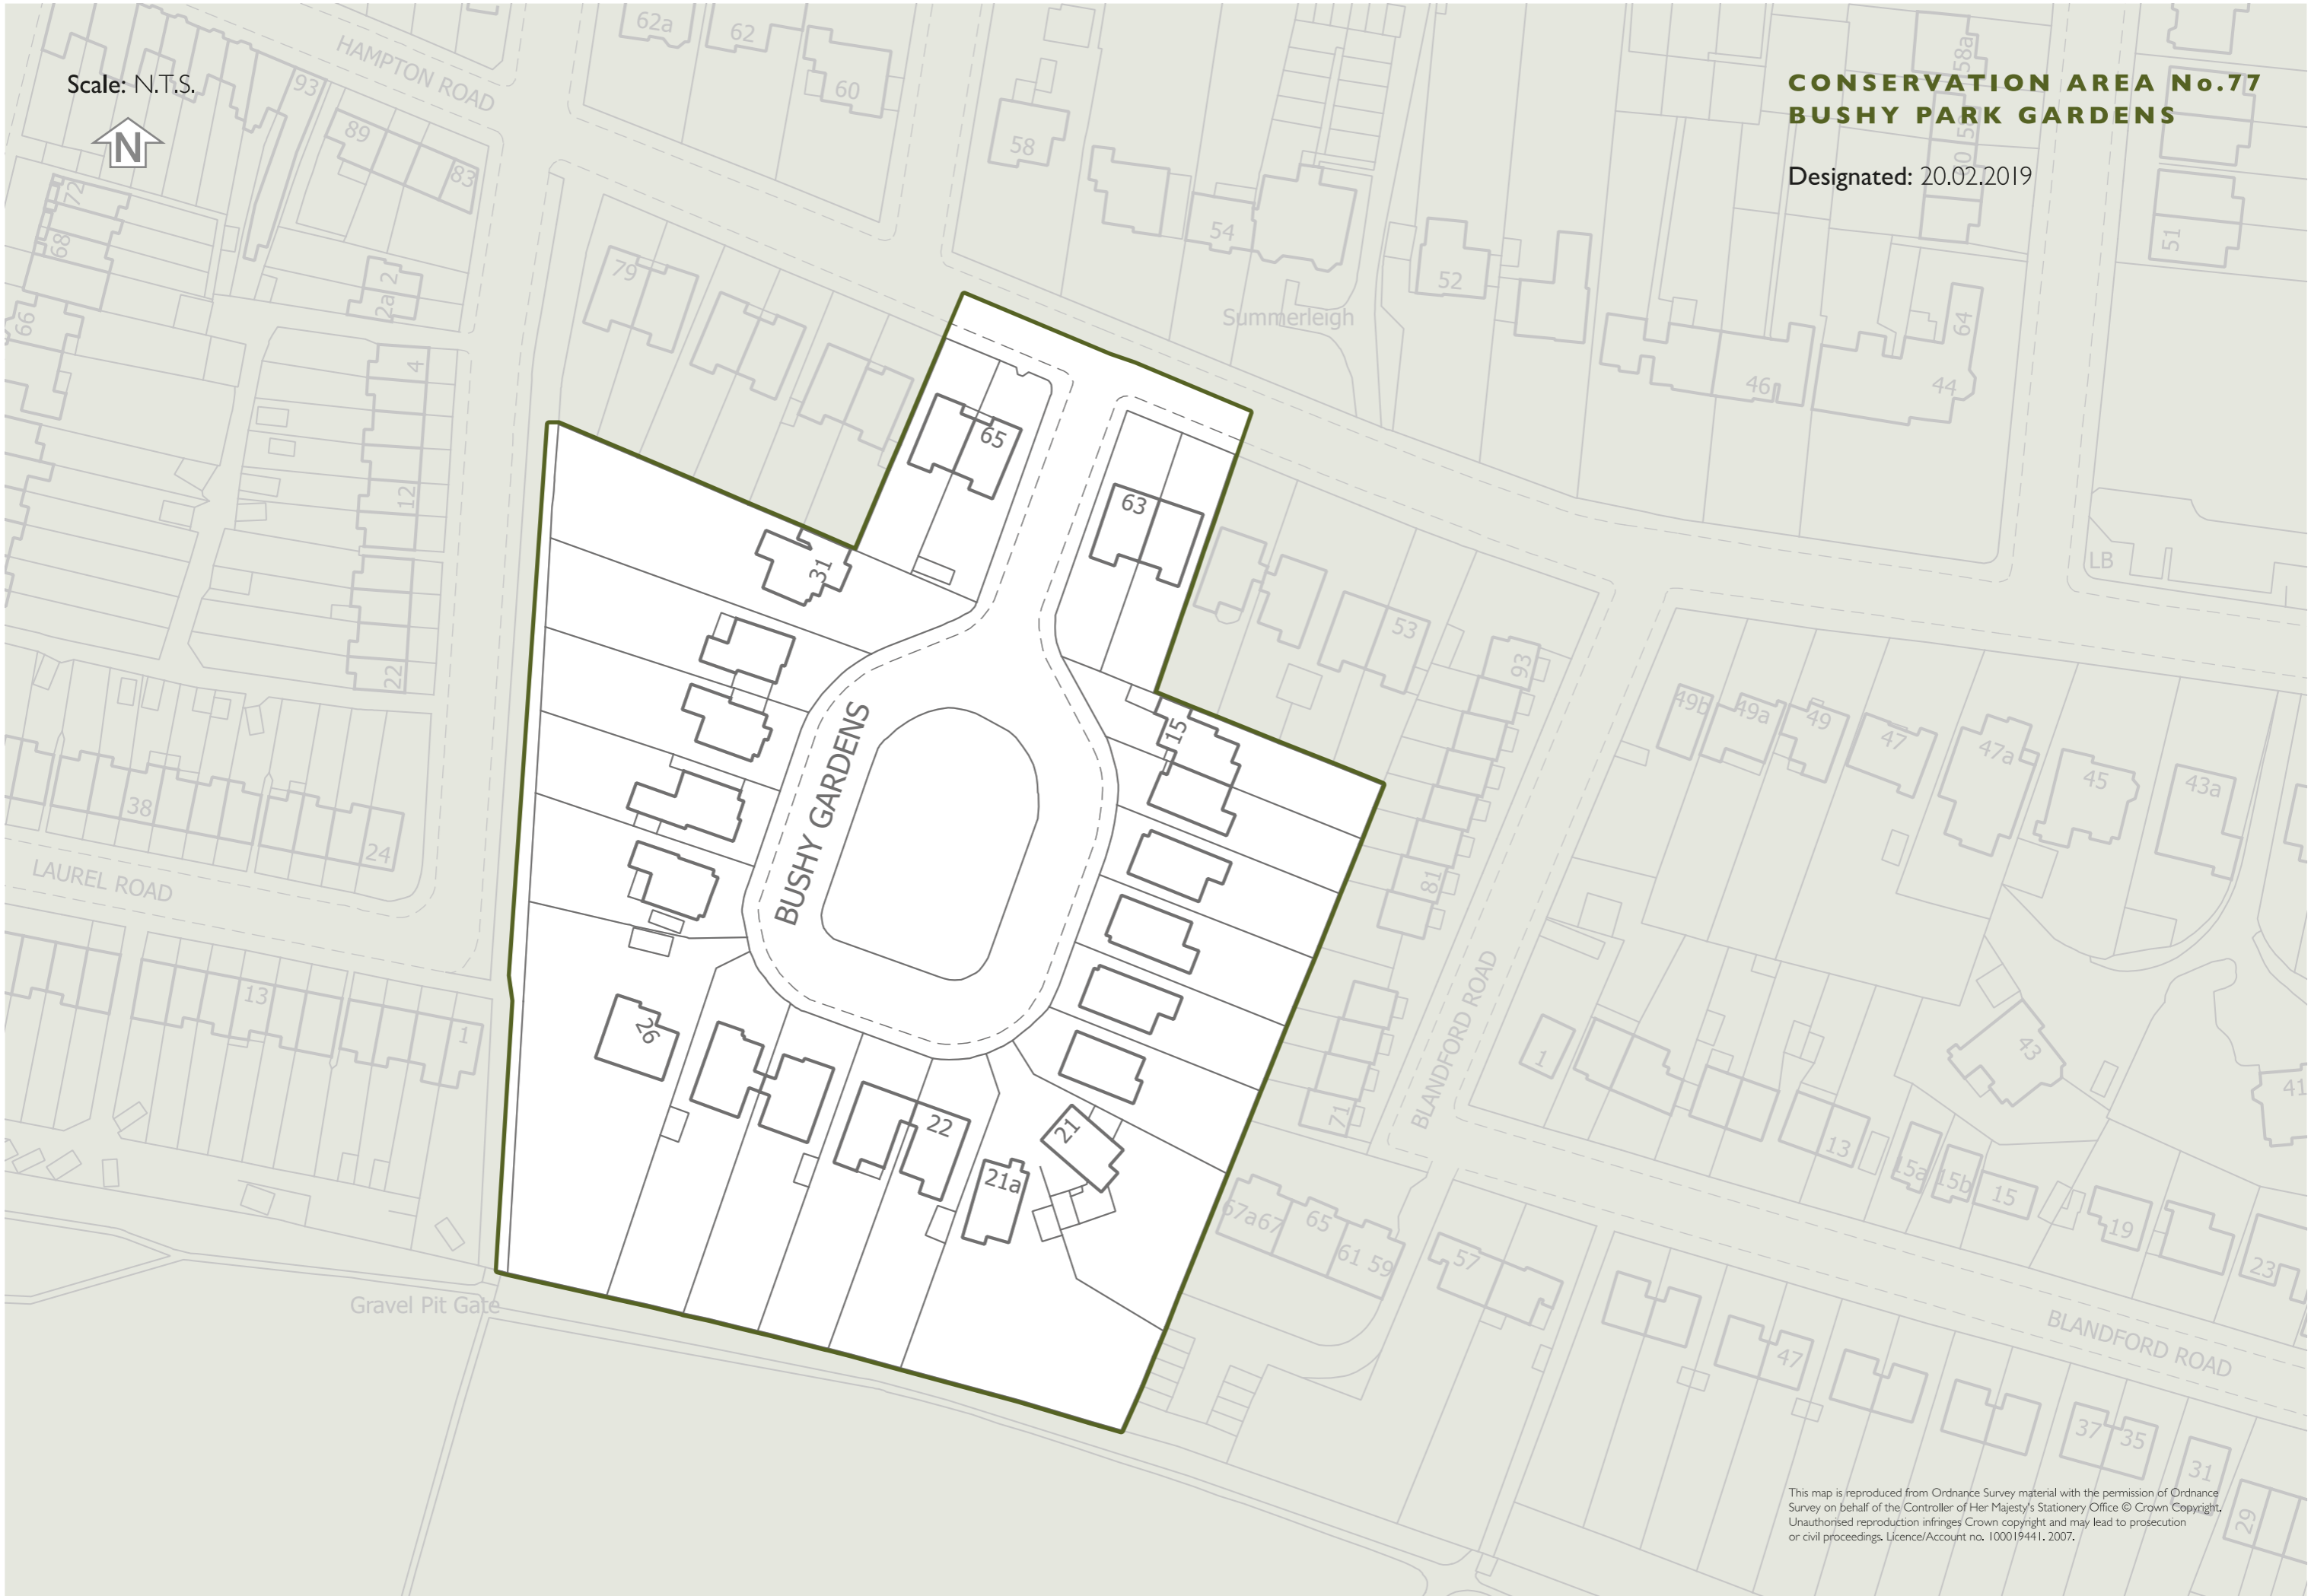 Scale: N.T.S.
N
CONSERVATION AREA No.77
BUSHY PARK GARDENS
Designated: 20.02.2019
HAMPTON ROAD
62a
62
60
58
58a
93
89
83
72
68
66
2
2a
4
12
22
79
54
Summerleigh
52
46
44
64
51
LB
65
63
31
15
53
93
81
71
BUSHY GARDENS
38
24
LAUREL ROAD
13
1
26
22
21
21a
Gravel Pit Gate
BLANDFORD ROAD
49b
49a
49
47
47a
45
43a
43
41
1
13
15a
15b
15
19
23
67a
67
65
61
59
57
47
BLANDFORD ROAD
37
35
31
29
This map is reproduced from Ordnance Survey material with the permission of Ordnance
Survey on behalf of the Controller of Her Majesty's Stationery Office © Crown Copyright.
Unauthorised reproduction infringes Crown copyright and may lead to prosecution
or civil proceedings. Licence/Account no. 100019441. 2007.